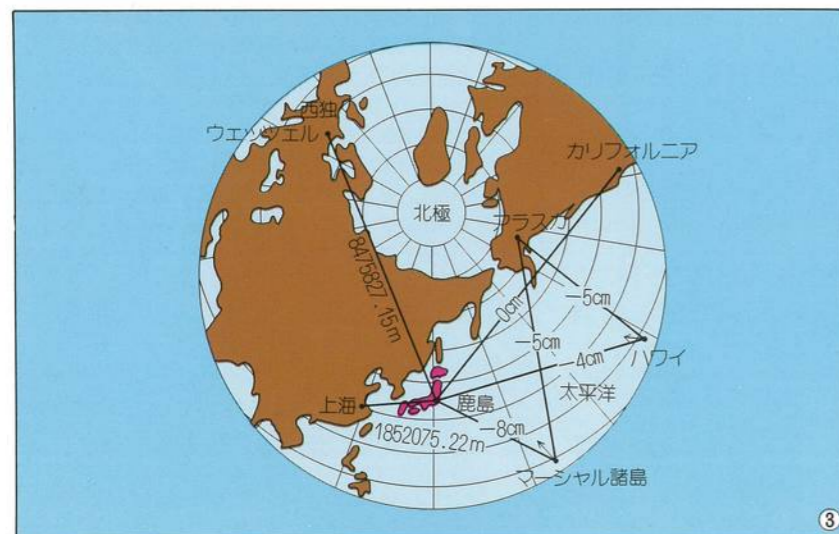 西独
ウェッツェル
カリフォルニア
北極
アラスカ
8475827.15m
0cm
-5cm
-5cm
-4cm
ハワイ
太平洋
上海
鹿島
-8cm
1852075.22m
マーシャル諸島
③